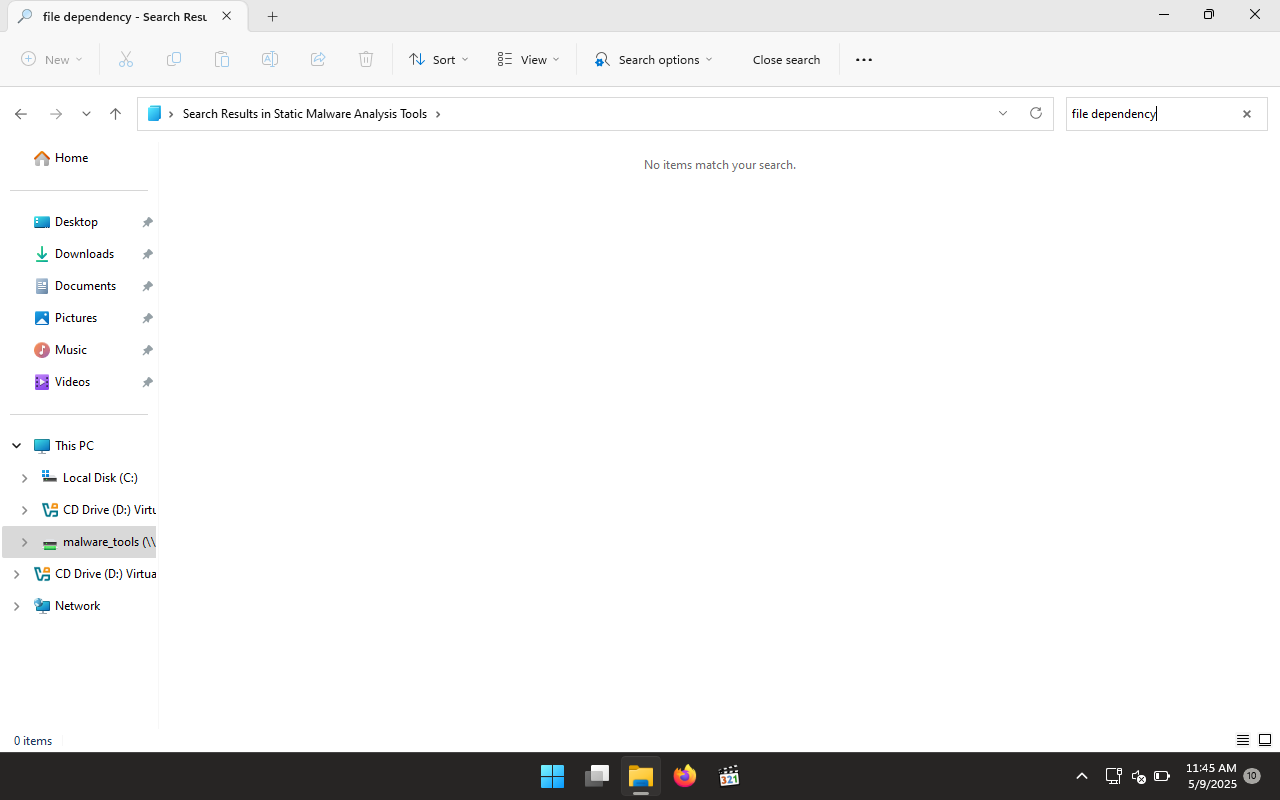 file dependency - Search Resu
New
Sort
View
Search options
Close search
Search Results in Static Malware Analysis Tools
file dependency
Home
No items match your search.
Desktop
Downloads
Documents
Pictures
Music
Videos
This PC
Local Disk (C:)
CD Drive (D:) Virtu
malware_tools (\\
CD Drive (D:) Virtua
Network
0 items
321
11:45 AM
5/9/2025
10